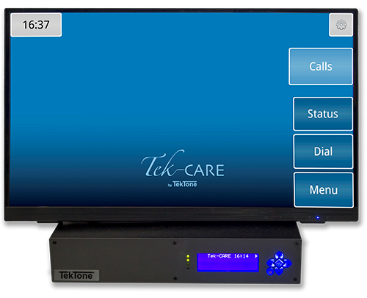 16:37
Calls
Status
Dial
Menu
Tek-CARE
by TekTone
Tek-CARE 16:14
TekTone